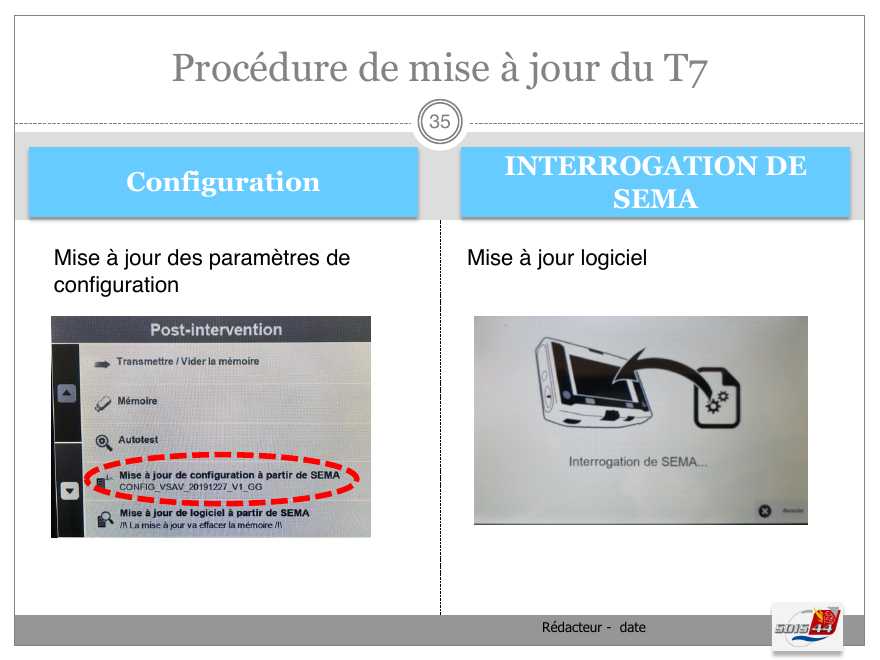 Procédure de mise à jour du T7
35
Configuration
INTERROGATION DE
SEMA
Mise à jour des paramètres de
configuration
Mise à jour logiciel
Post-intervention
Transmettre / Vider la mémoire
Mémoire
Autotest
Mise à jour de configuration à partir de SEMA
CONFIG_VSAV_20191227_V1_GG
Mise à jour de logiciel à partir de SEMA
/!\ La mise à jour va effacer la mémoire /!\
Interrogation de SEMA...
Rédacteur - date
SDIS 44